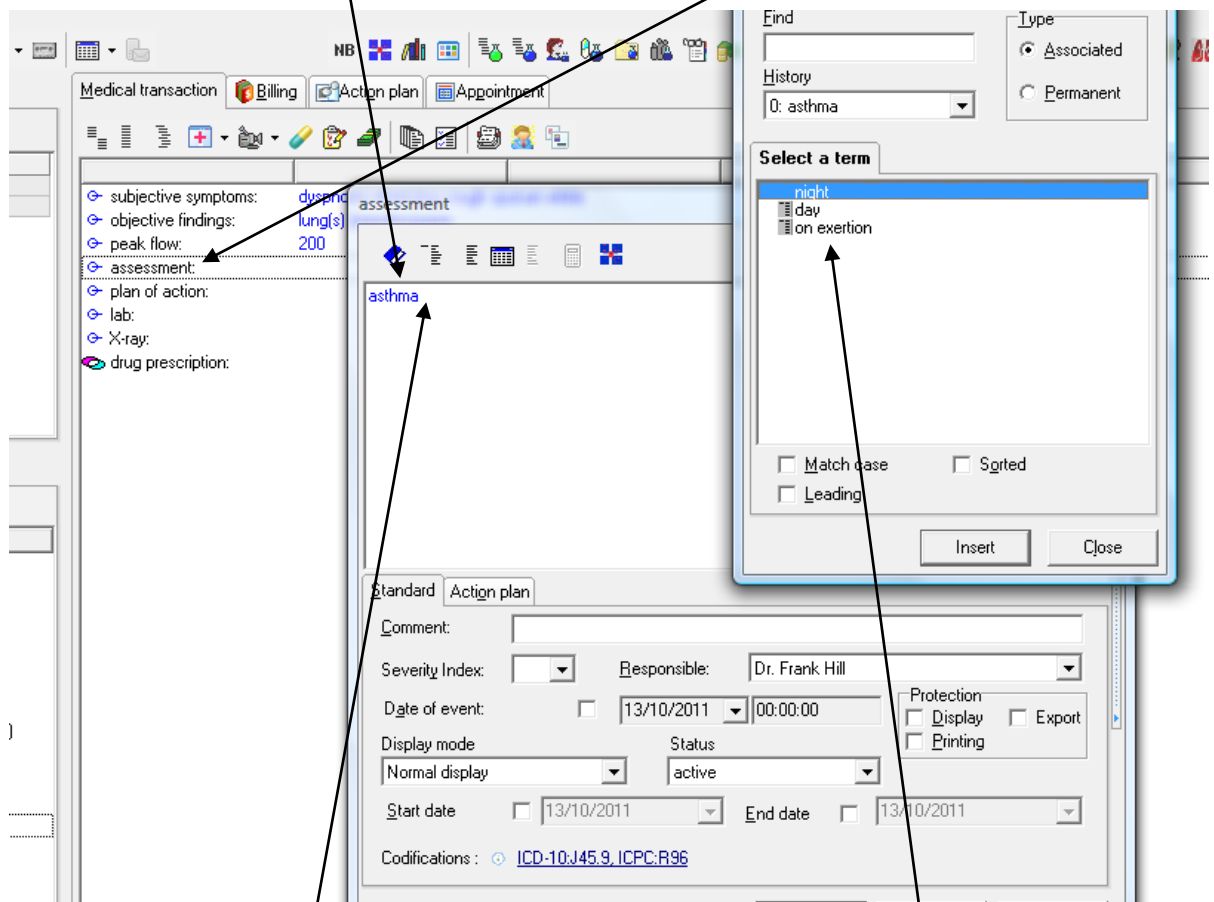 NB
Medical transaction Billing Action plan Appointment
subjective symptoms:
objective findings: lung(s)
peak flow: 200
assessment:
plan of action:
lab:
X-ray:
drug prescription:
assessment
asthma
Find
Type
Associated
Permanent
History
0: asthma
Select a term
night
day
on exertion
Match case Sorted
Leading
Insert Close
Standard Action plan
Comment:
Severity Index: Responsible: Dr. Frank Hill
Date of event: 13/10/2011 00:00:00
Protection
Display Export
Printing
Display mode Status
Normal display active
Start date 13/10/2011 End date 13/10/2011
Codifications : ICD-10:J45.9, ICPC:R96